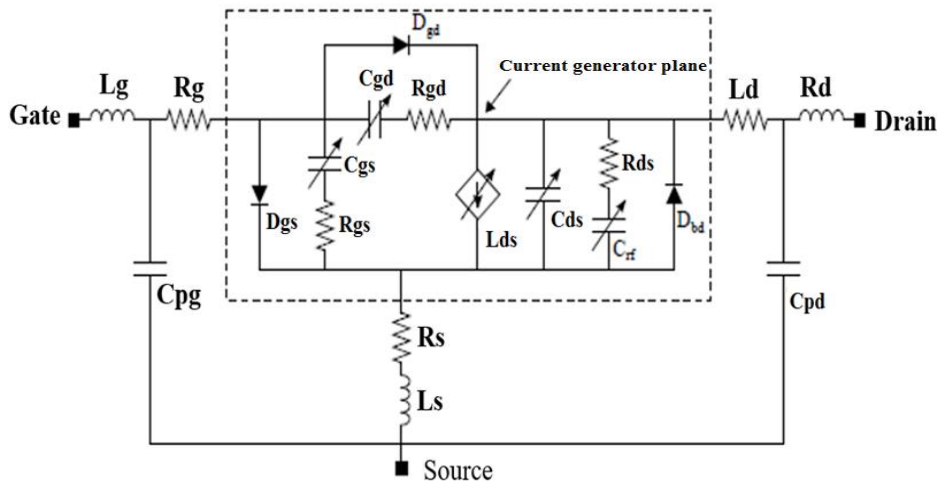 Dgd
Current generator plane
Cgd
Lg
Rg
Rgd
Ld
Rd
Gate
Drain
Cgs
Rds
Dgs
Rgs
Lds
Cds
Crf
Dbd
Cpg
Cpd
Rs
Ls
Source